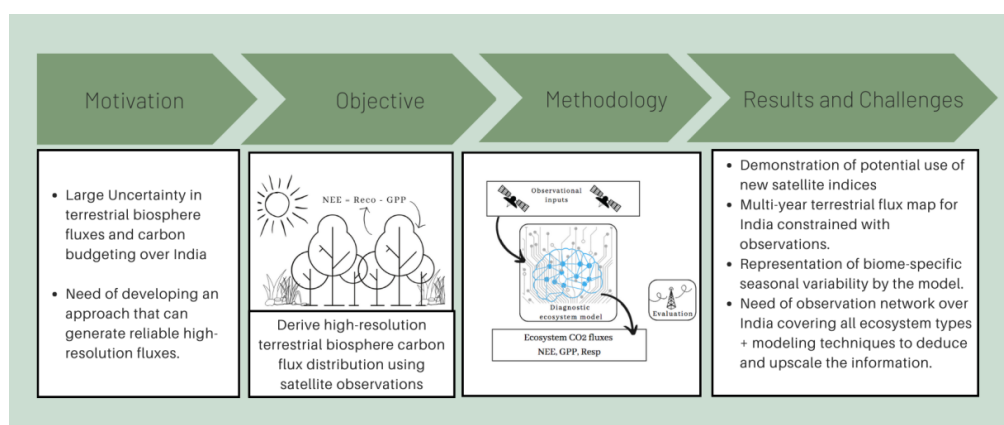 Motivation
Objective
Methodology
Results and Challenges
• Large Uncertainty in
terrestrial biosphere
fluxes and carbon
budgeting over India
• Need of developing an
approach that can
generate reliable high-
resolution fluxes.
NEE = Reco - GPP
Derive high-resolution
terrestrial biosphere carbon
flux distribution using
satellite observations
Observational
inputs
Diagnostic
ecosystem model
Evaluation
Ecosystem CO2 fluxes
NEE, GPP, Resp
• Demonstration of potential use of
new satellite indices
• Multi-year terrestrial flux map for
India constrained with
observations.
• Representation of biome-specific
seasonal variability by the model.
• Need of observation network over
India covering all ecosystem types
+ modeling techniques to deduce
and upscale the information.